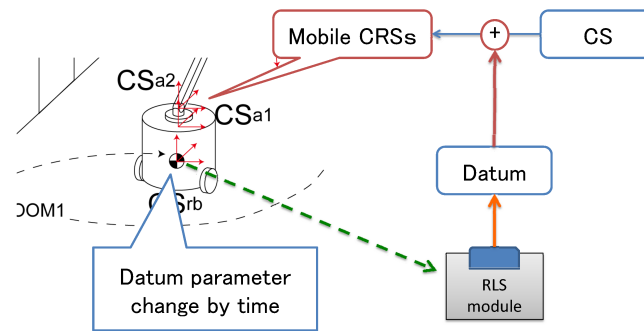 Mobile CRSs
+
CS
CSa2
CSa1
Datum
CSrb
OOM1
Datum parameter
change by time
RLS
module